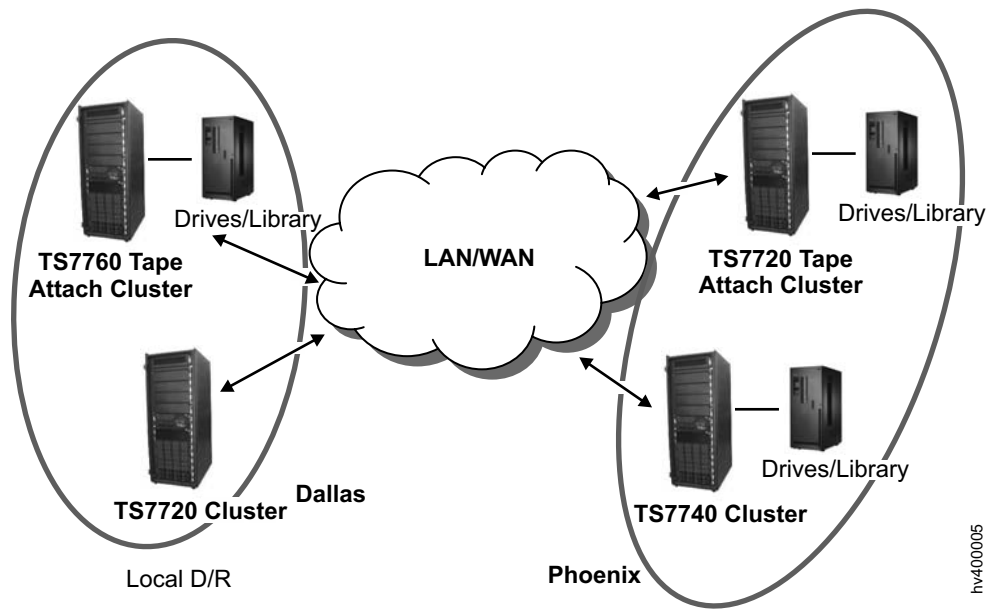 Drives/Library
TS7760 Tape
Attach Cluster
TS7720 Cluster
Dallas
Local D/R
LAN/WAN
Drives/Library
TS7720 Tape
Attach Cluster
Drives/Library
TS7740 Cluster
Phoenix
hv400005